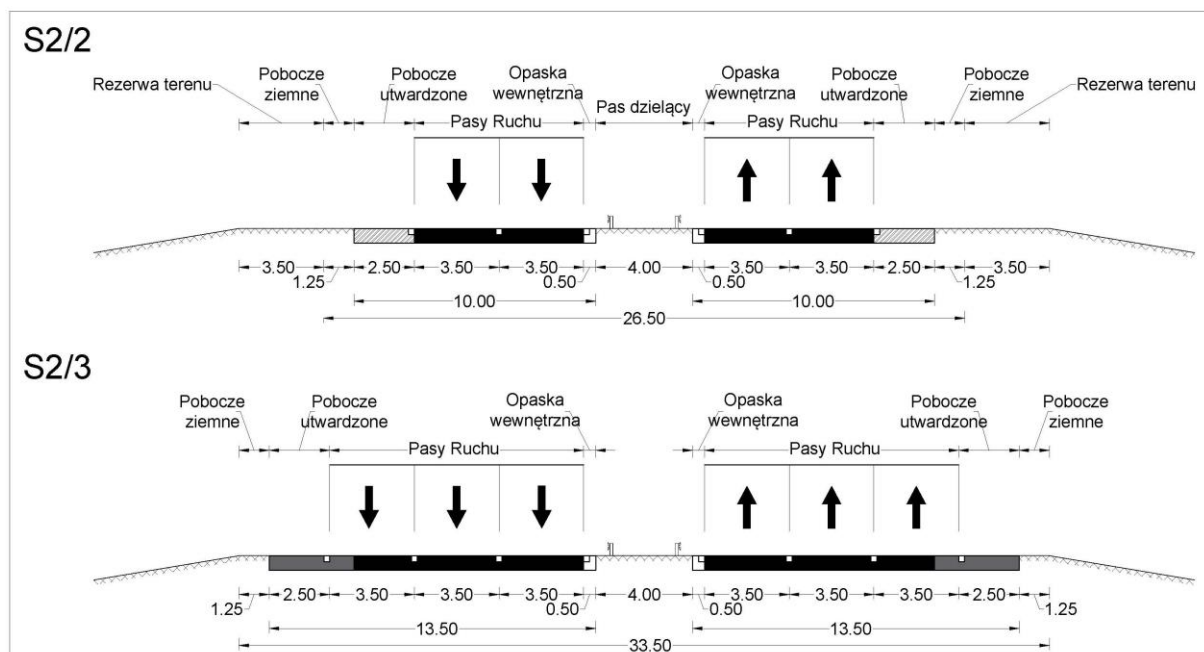 S2/2
Rezerwa terenu
Pobocze
ziemne
Pobocze
utwardzone
Opaska
wewnętrzna
Pas dzielący
Opaska
wewnętrzna
Pobocze
utwardzone
Pobocze
ziemne
Rezerwa terenu
Pasy Ruchu
Pasy Ruchu
3.50 2.50 3.50 3.50 4.00 3.50 3.50 2.50 3.50
1.25 0.50 0.50 1.25
10.00 10.00
26.50
S2/3
Pobocze
ziemne
Pobocze
utwardzone
Opaska
wewnętrzna
Opaska
wewnętrzna
Pobocze
utwardzone
Pobocze
ziemne
Pasy Ruchu
Pasy Ruchu
2.50 3.50 3.50 3.50 4.00 3.50 3.50 3.50 2.50
1.25 0.50 0.50 1.25
13.50 13.50
33.50